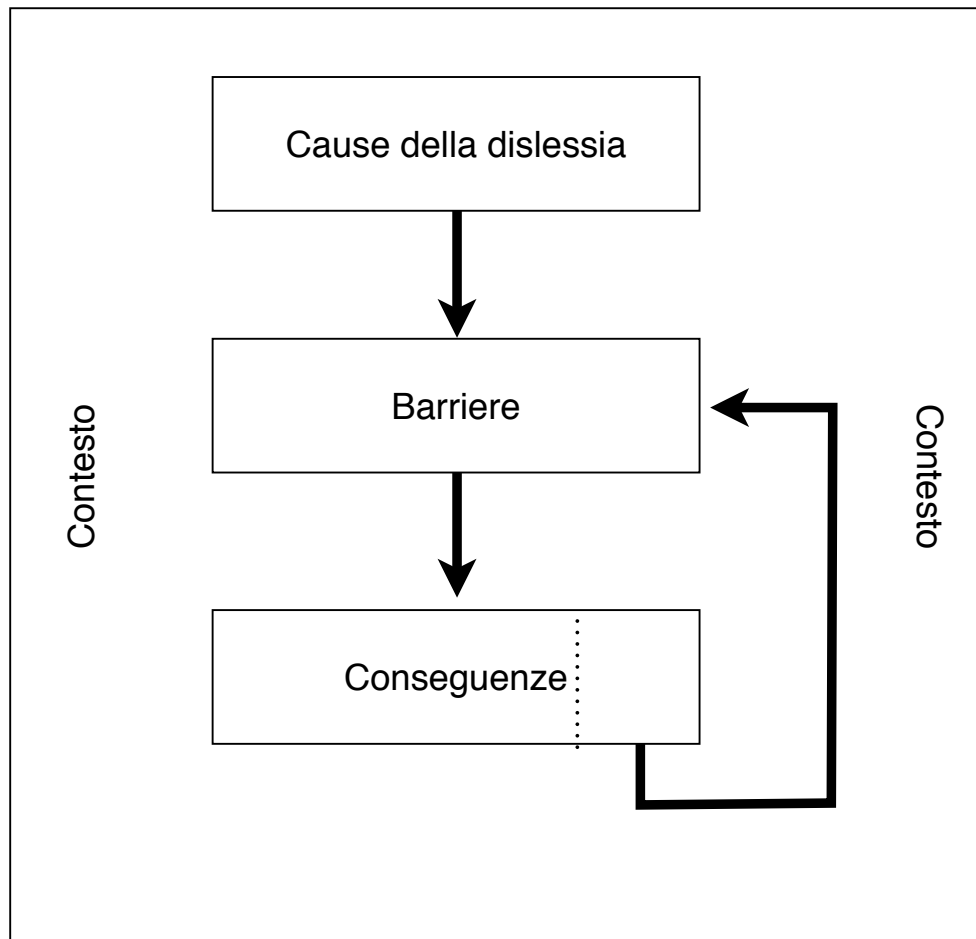 Cause della dislessia
Barriere
Contesto
Contesto
Conseguenze